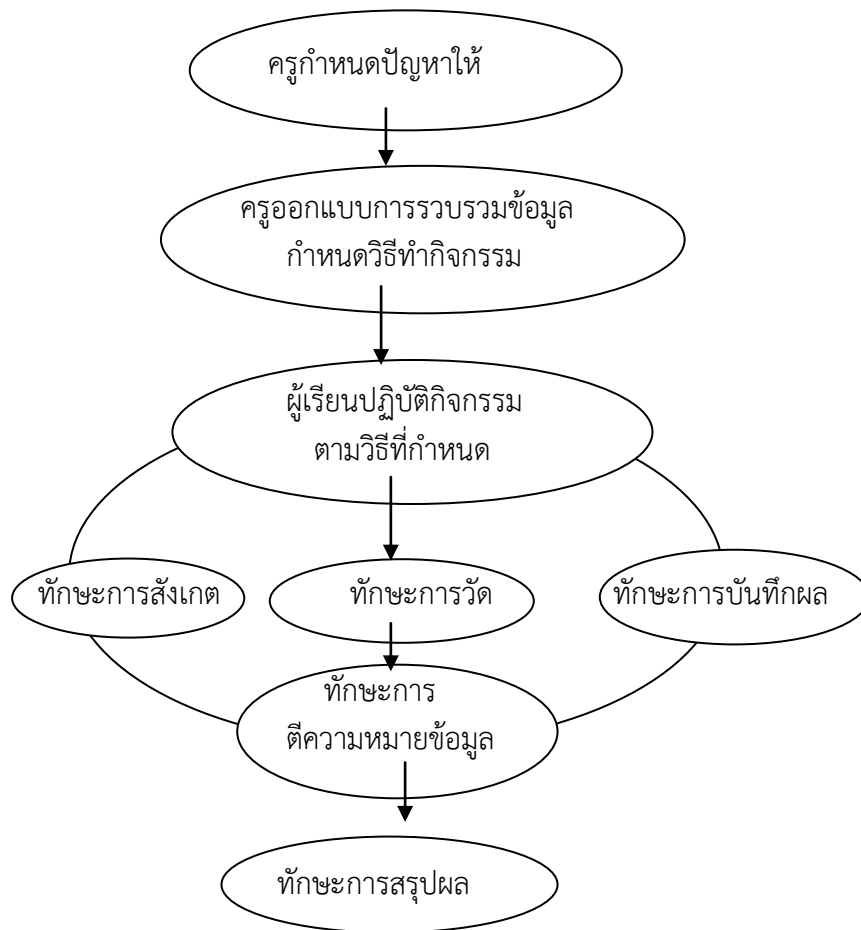 ครูกำหนดปัญหาให้
ครูออกแบบการรวบรวมข้อมูล
กำหนดวิธีทำกิจกรรม
ผู้เรียนปฏิบัติกิจกรรม
ตามวิธีที่กำหนด
ทักษะการสังเกต
ทักษะการวัด
ทักษะการบันทึกผล
ทักษะการ
ตีความหมายข้อมูล
ทักษะการสรุปผล